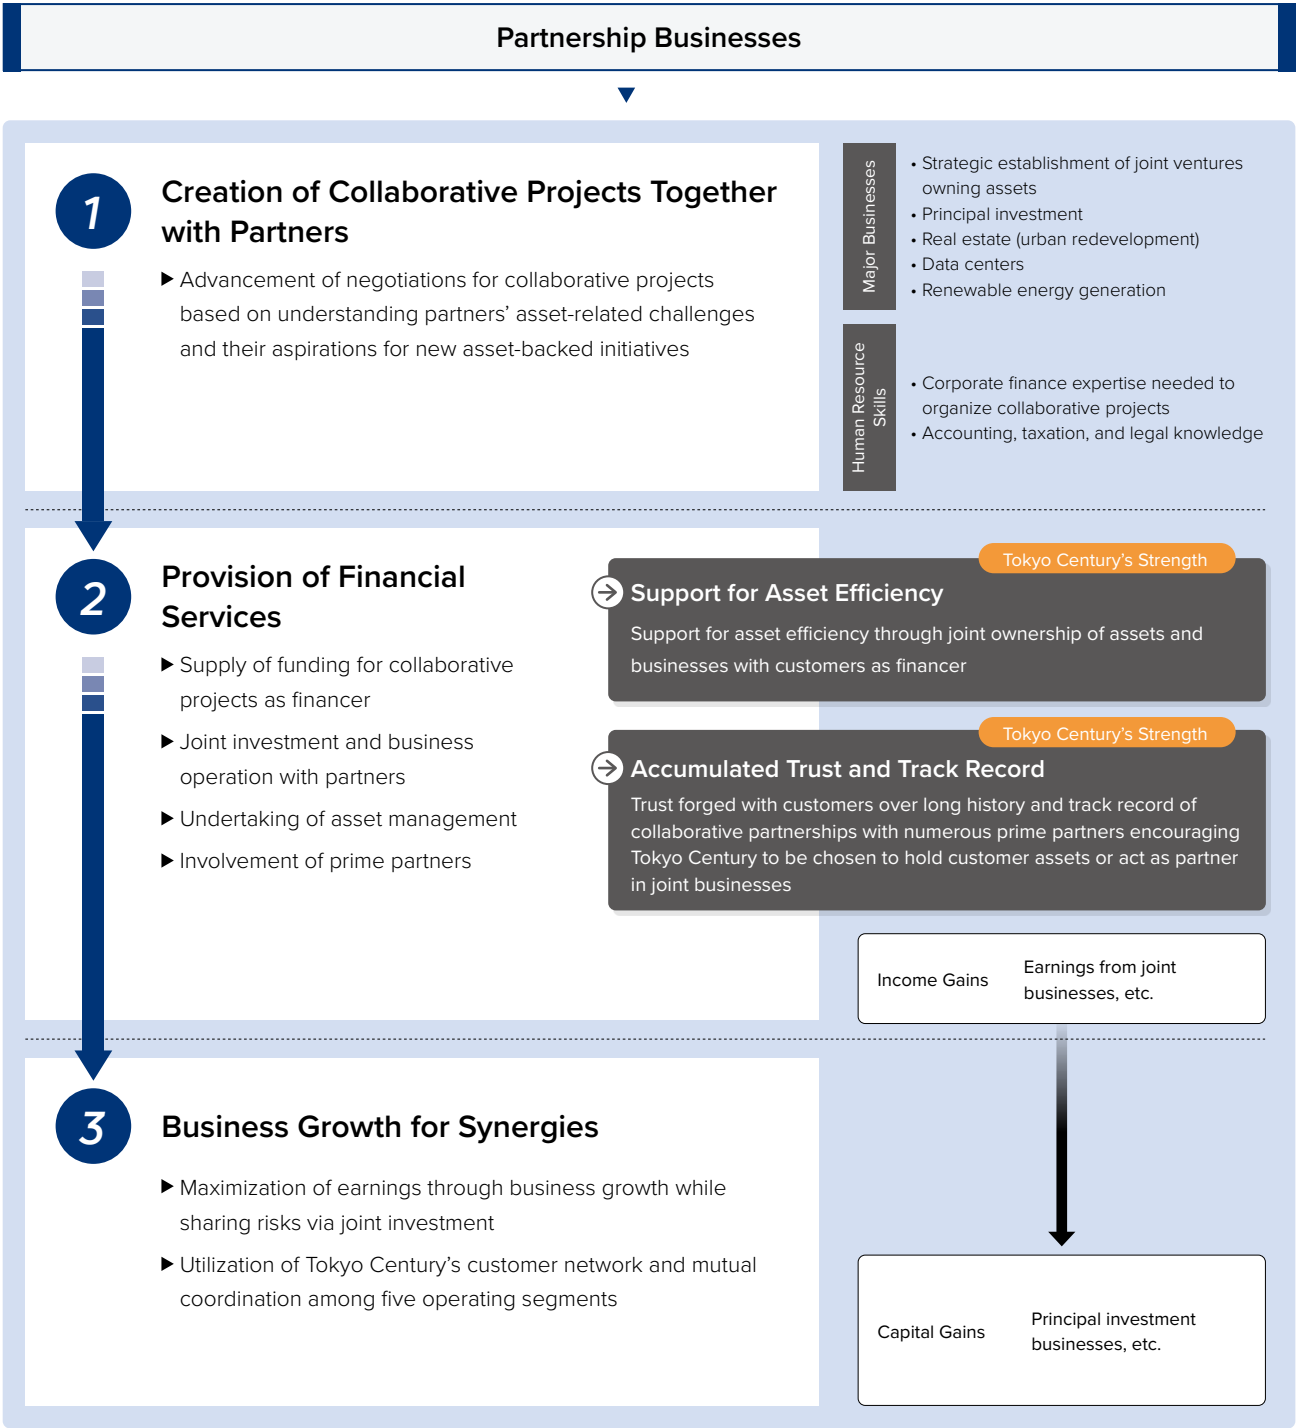 Partnership Businesses
1
Creation of Collaborative Projects Together
with Partners
▶ Advancement of negotiations for collaborative projects
based on understanding partners’ asset-related challenges
and their aspirations for new asset-backed initiatives
Major Businesses
• Strategic establishment of joint ventures
owning assets
• Principal investment
• Real estate (urban redevelopment)
• Data centers
• Renewable energy generation
Human Resource
Skills
• Corporate finance expertise needed to
organize collaborative projects
• Accounting, taxation, and legal knowledge
2
Provision of Financial
Services
▶ Supply of funding for collaborative
projects as financer
▶ Joint investment and business
operation with partners
▶ Undertaking of asset management
▶ Involvement of prime partners
Tokyo Century’s Strength
Support for Asset Efficiency
Support for asset efficiency through joint ownership of assets and
businesses with customers as financer
Tokyo Century’s Strength
Accumulated Trust and Track Record
Trust forged with customers over long history and track record of
collaborative partnerships with numerous prime partners encouraging
Tokyo Century to be chosen to hold customer assets or act as partner
in joint businesses
Income Gains
Earnings from joint
businesses, etc.
3
Business Growth for Synergies
▶ Maximization of earnings through business growth while
sharing risks via joint investment
▶ Utilization of Tokyo Century’s customer network and mutual
coordination among five operating segments
Capital Gains
Principal investment
businesses, etc.